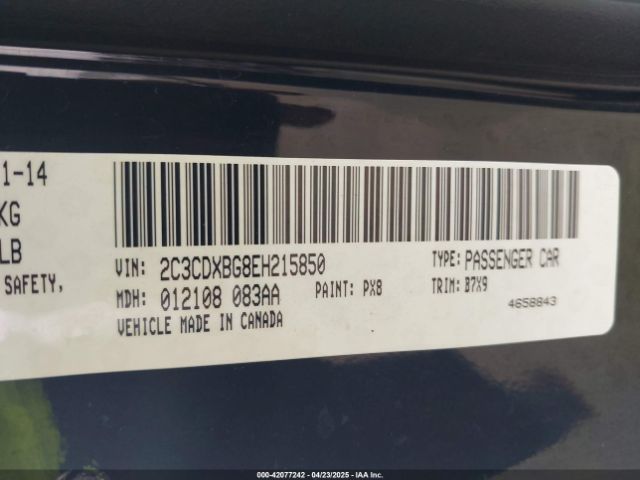 1-14
KG
LB
SAFETY,
VIN: 2C3CDXBG8EH215850
TYPE: PASSENGER CAR
MDH: 012108 083AA
PAINT: PX8
TRIM: B7X9
VEHICLE MADE IN CANADA
4658843
000-42077242 - 04/23/2025 - IAA Inc.